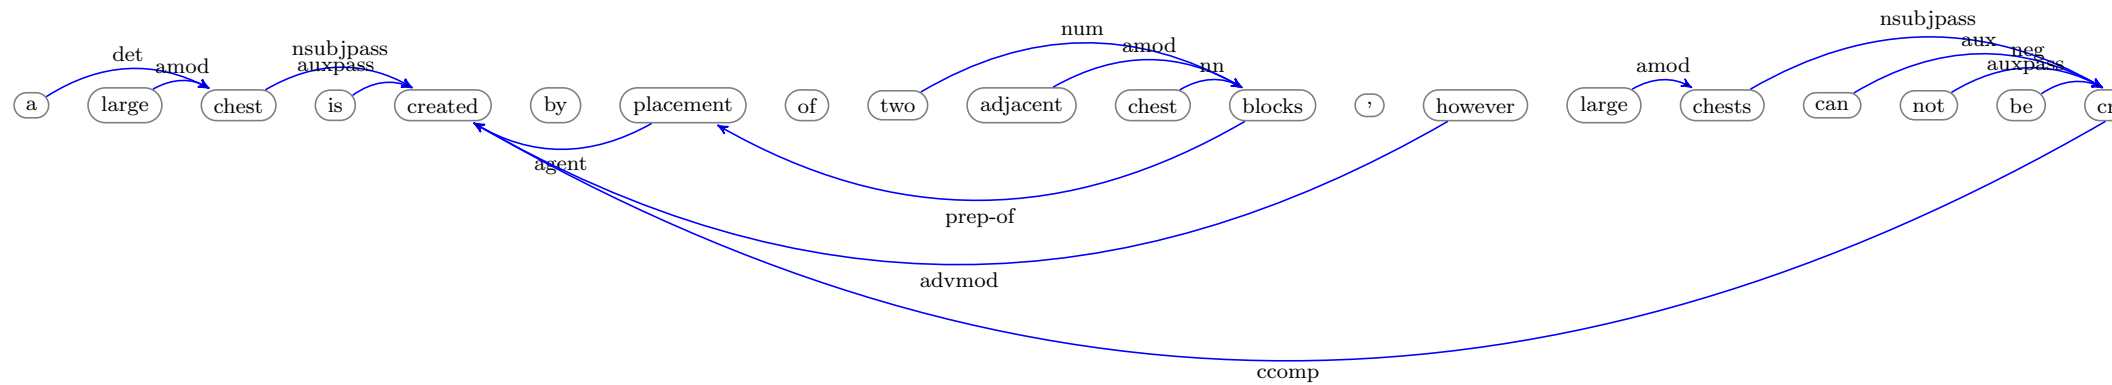 nsubjpass
num
aux
amod
nsubjpass
neg
det
auxpass
amod
nn
amod
auxpass
a large chest is created by placement of two adjacent chest blocks , however large chests can not be
agent
prep-of
advmod
ccomp